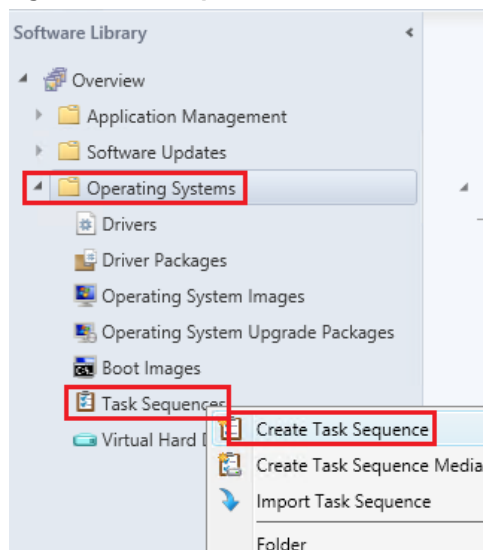 Software Library
Overview
Application Management
Software Updates
Operating Systems
Drivers
Driver Packages
Operating System Images
Operating System Upgrade Packages
Boot Images
Task Sequences
Create Task Sequence
Virtual Hard
Create Task Sequence Media
Import Task Sequence
Folder